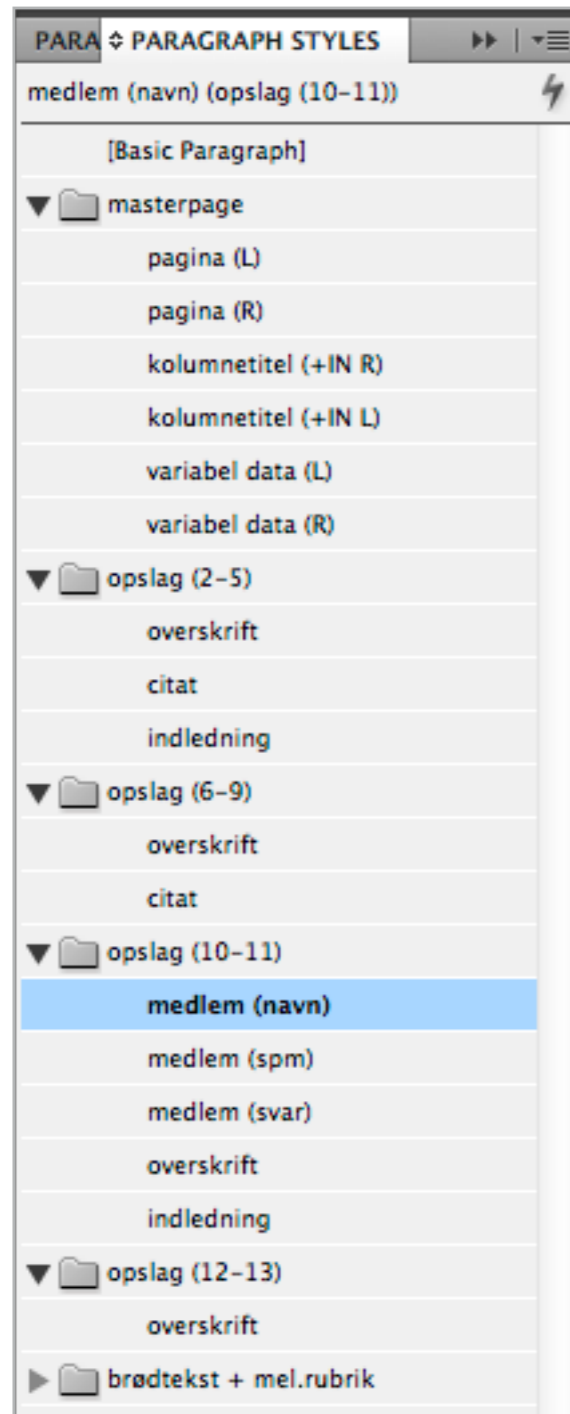 PARA PARAGRAPH STYLES
medlem (navn) (opslag (10–11))
[Basic Paragraph]
masterpage
pagina (L)
pagina (R)
kolumnetitel (+IN R)
kolumnetitel (+IN L)
variabel data (L)
variabel data (R)
opslag (2–5)
overskrift
citat
indledning
opslag (6–9)
overskrift
citat
opslag (10–11)
medlem (navn)
medlem (spm)
medlem (svar)
overskrift
indledning
opslag (12–13)
overskrift
brødtekst + mel.rubrik